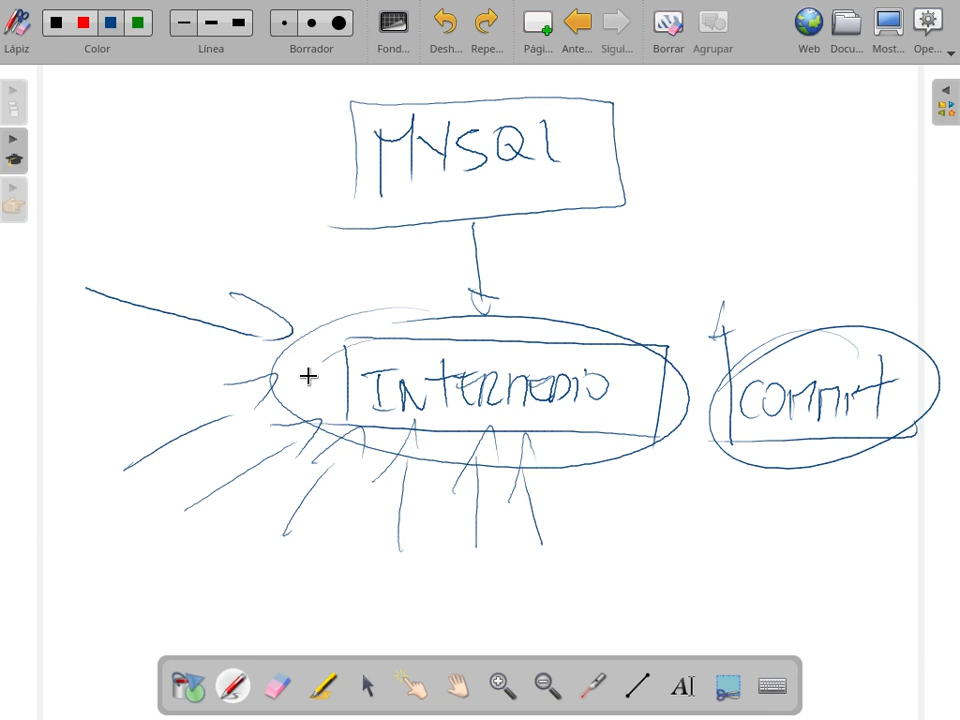 Lápiz
Color
Línea
Borrador
Fond...
Desh...
Repe...
Pági...
Ante...
Sigui...
Borrar
Agrupar
Web
Docu...
Most...
Ope...
MYSQl
INTERMEDIO
COMMIT
A